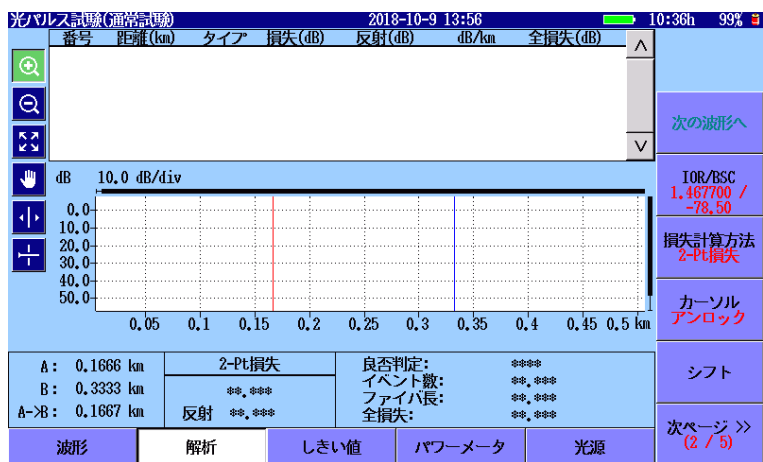 光パルス試験(通常試験) 2018-10-9 13:56 10:36h 99%
番号 距離(km) タイプ 損失(dB) 反射(dB) dB/km 全損失(dB)
次の波形へ
dB 10.0 dB/div
IOR/BSC
1.467700 /
-78.50
0.0
10.0
20.0
30.0
40.0
50.0
損失計算方法
2-Pt損失
0.05 0.1 0.15 0.2 0.25 0.3 0.35 0.4 0.45 0.5 km
カーソル
アンロック
A: 0.1666 km
B: 0.3333 km
A->B: 0.1667 km
2-Pt損失
**.***
反射 **.***
良否判定: ****
イベント数: **.***
ファイバ長: **.***
全損失: **.***
シフト
次ページ >>
(2 / 5)
波形 解析 しきい値 パワーメータ 光源